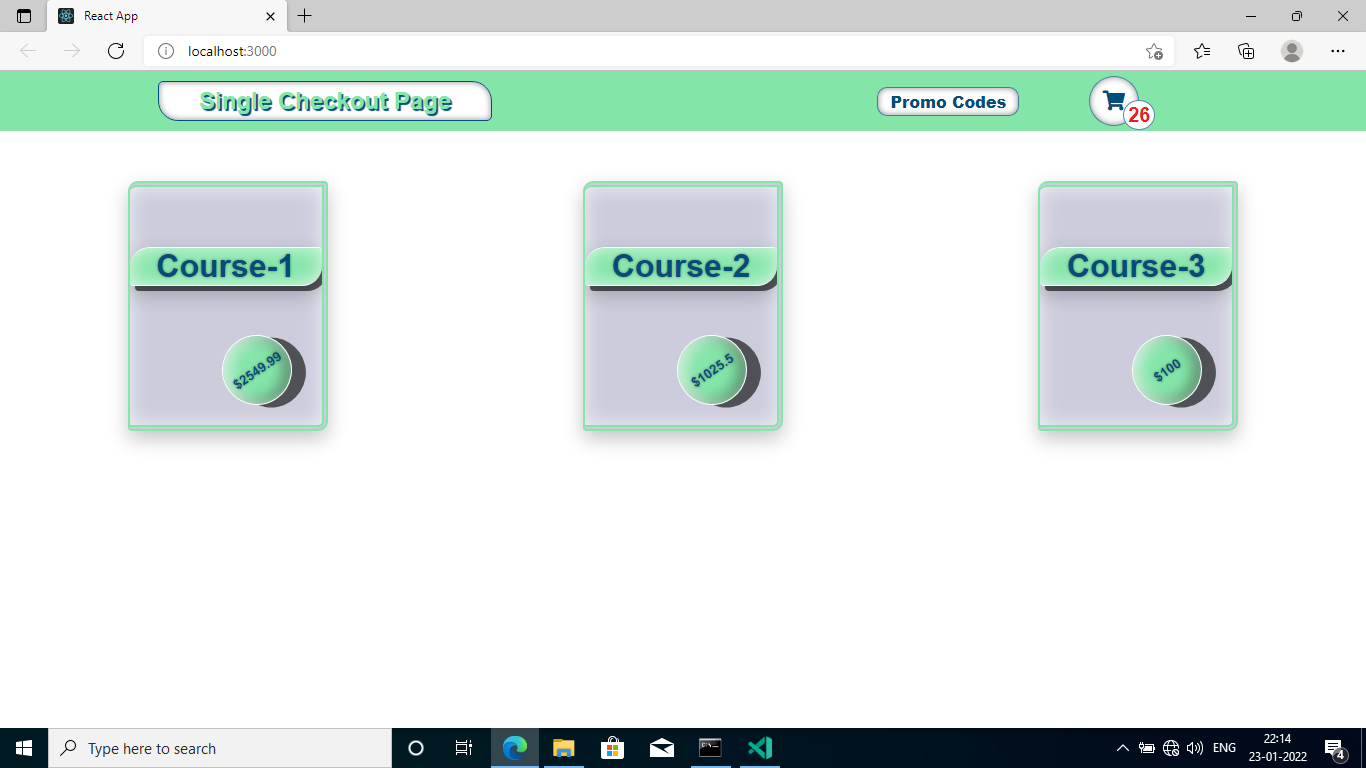 React App
localhost:3000
Single Checkout Page
Promo Codes
26
Course-1
Course-2
Course-3
$2549.99
$1025.5
$100
Type here to search
ENG
22:14
23-01-2022
4